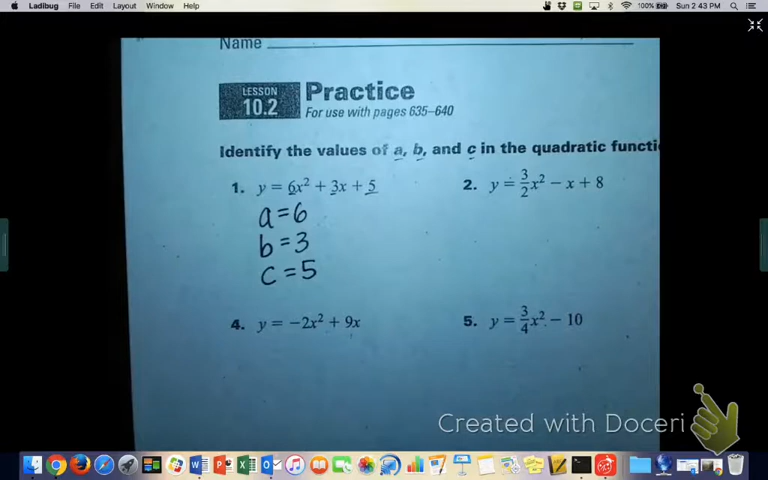 Ladibug File Edit Layout Window Help 100% Sun 2 43 PM
Name
LESSON
10.2
Practice
For use with pages 635–640
Identify the values of a, b, and c in the quadratic functi
1. y = 6x² + 3x + 5
2. y = 3/2x² − x + 8
a = 6
b = 3
c = 5
4. y = −2x² + 9x
5. y = 3/4x² − 10
Created with Doceri